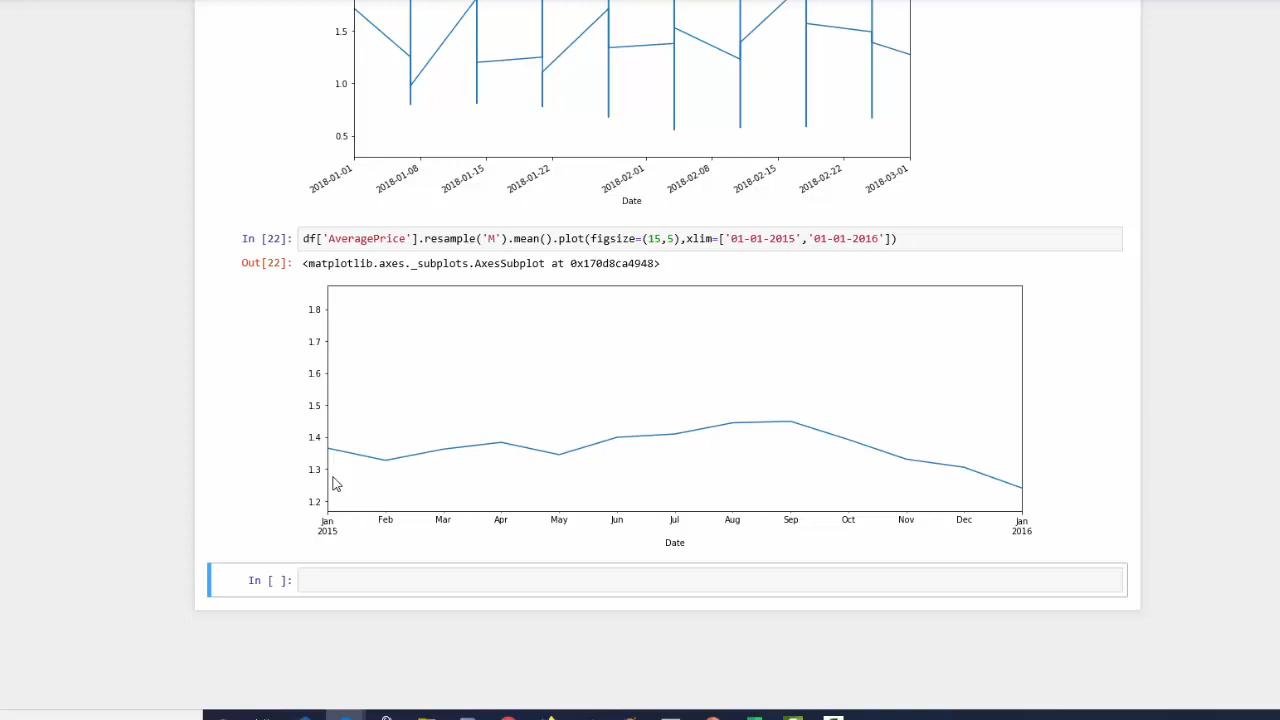 1.5
1.0
0.5
2018-01-01 2018-01-08 2018-01-15 2018-01-22 2018-02-01 2018-02-08 2018-02-15 2018-02-22 2018-03-01
Date
In [22]: df['AveragePrice'].resample('M').mean().plot(figsize=(15,5),xlim=['01-01-2015','01-01-2016'])
Out[22]: <matplotlib.axes._subplots.AxesSubplot at 0x170d8ca4948>
1.8
1.7
1.6
1.5
1.4
1.3
1.2
Jan Feb Mar Apr May Jun Jul Aug Sep Oct Nov Dec Jan
2015 2016
Date
In [ ]: